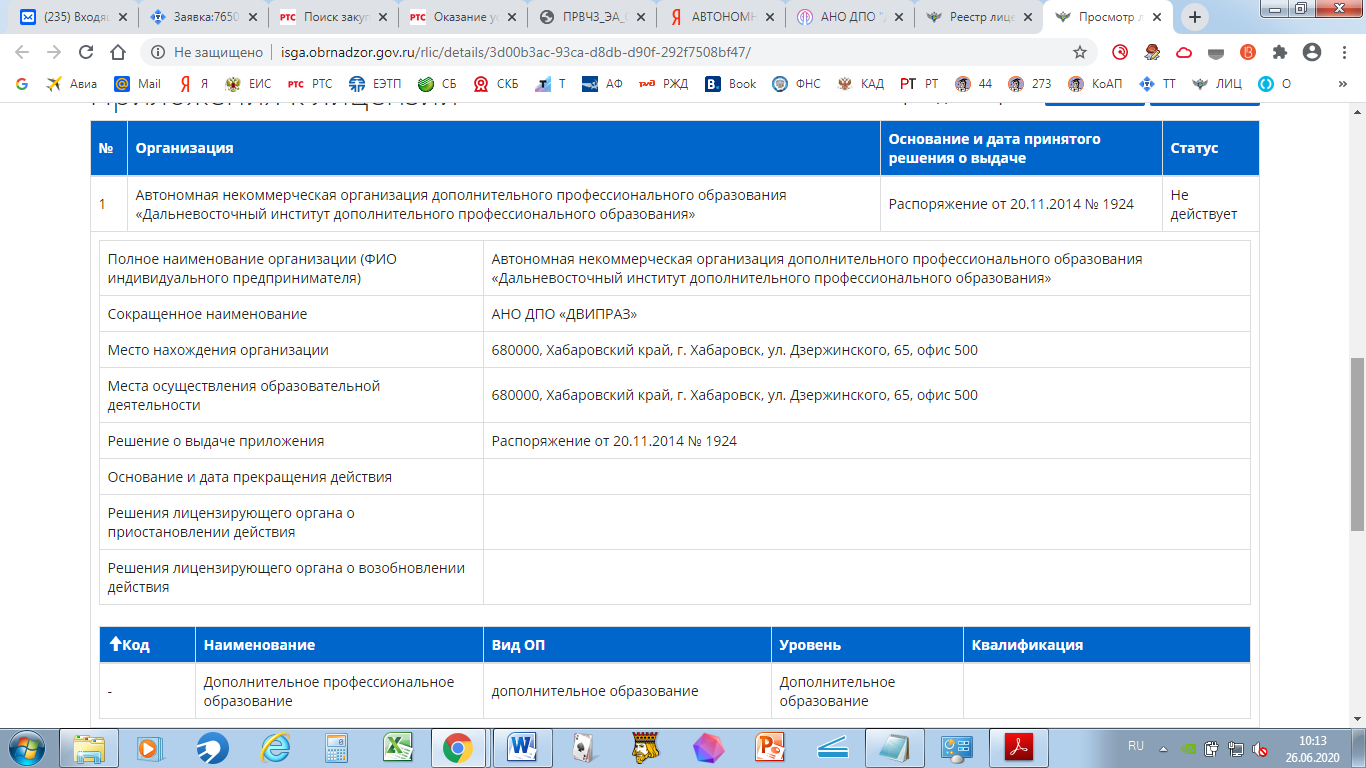 (235) Входящ
Заявка:7650
Поиск закуп
Оказание ус
ПРВЧЗ_ЭА_(
АВТОНОМН
АНО ДПО "Д
Реестр лице
Просмотр л
Не защищено
isga.obrnadzor.gov.ru/rlic/details/3d00b3ac-93ca-d8db-d90f-292f7508bf47/
Авиа Mail Я ЕИС РТС ЕЭТП СБ СКБ Т АФ РЖД Book ФНС КАД РТ 44 273 КоАП ТТ ЛИЦ О »
Приложения к лицензии
№ Организация Основание и дата принятого
решения о выдаче Статус
1 Автономная некоммерческая организация дополнительного профессионального образования
«Дальневосточный институт дополнительного профессионального образования» Распоряжение от 20.11.2014 № 1924 Не
действует
Полное наименование организации (ФИО
индивидуального предпринимателя)
Автономная некоммерческая организация дополнительного профессионального образования
«Дальневосточный институт дополнительного профессионального образования»
Сокращенное наименование АНО ДПО «ДВИПРАЗ»
Место нахождения организации 680000, Хабаровский край, г. Хабаровск, ул. Дзержинского, 65, офис 500
Места осуществления образовательной
деятельности
680000, Хабаровский край, г. Хабаровск, ул. Дзержинского, 65, офис 500
Решение о выдаче приложения Распоряжение от 20.11.2014 № 1924
Основание и дата прекращения действия
Решения лицензирующего органа о
приостановлении действия
Решения лицензирующего органа о возобновлении
действия
Код Наименование Вид ОП Уровень Квалификация
- Дополнительное профессиональное
образование
дополнительное образование
Дополнительное
образование
RU
10:13
26.06.2020